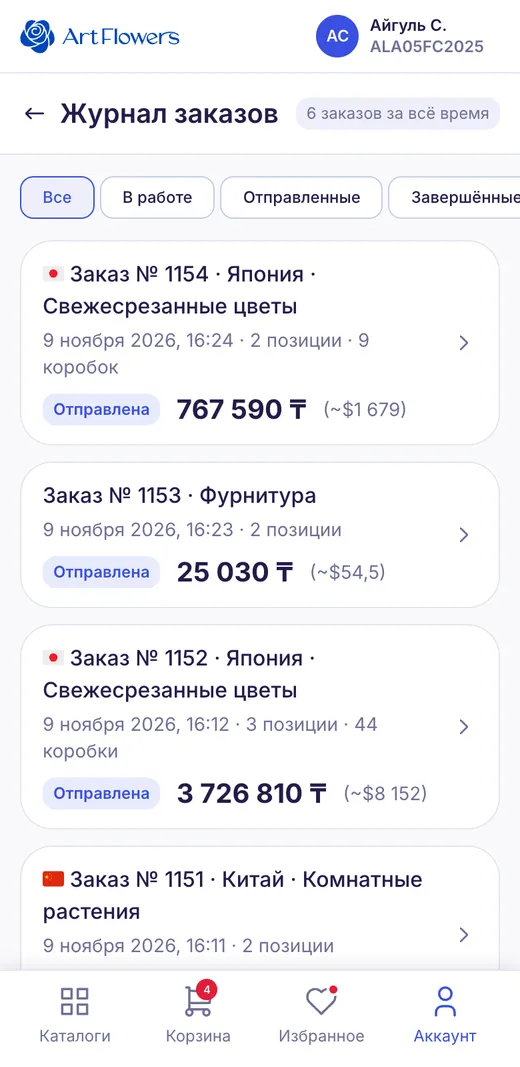 ArtFlowers
АС
Айгуль С.
ALA05FC2025
Журнал заказов
6 заказов за всё время
Все
В работе
Отправленные
Завершённые
Заказ № 1154 · Япония ·
Свежесрезанные цветы
9 ноября 2026, 16:24 · 2 позиции · 9
коробок
Отправлена
767 590 ₸
(~$1 679)
Заказ № 1153 · Фурнитура
9 ноября 2026, 16:23 · 2 позиции
Отправлена
25 030 ₸
(~$54,5)
Заказ № 1152 · Япония ·
Свежесрезанные цветы
9 ноября 2026, 16:12 · 3 позиции · 44
коробки
Отправлена
3 726 810 ₸
(~$8 152)
Заказ № 1151 · Китай · Комнатные
растения
9 ноября 2026, 16:11 · 2 позиции
4
Каталоги
Корзина
Избранное
Аккаунт